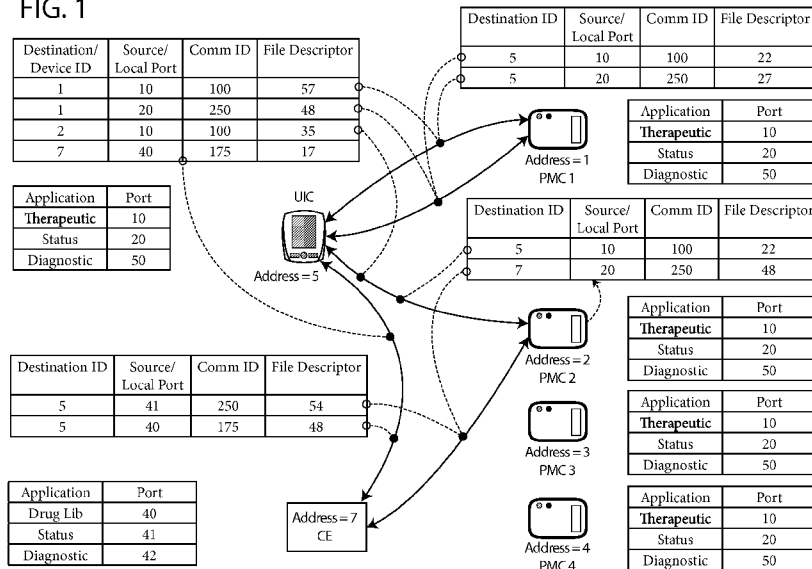 FIG. 1
Destination/ Device ID Source/ Local Port Comm ID File Descriptor
1 10 100 57
1 20 250 48
2 10 100 35
7 40 175 17
Destination ID Source/ Local Port Comm ID File Descriptor
5 10 100 22
5 20 250 27
Address = 1
PMC 1
Application Port
Therapeutic 10
Status 20
Diagnostic 50
Application Port
Therapeutic 10
Status 20
Diagnostic 50
UIC
Address = 5
Destination ID Source/ Local Port Comm ID File Descriptor
5 10 100 22
7 20 250 48
Address = 2
PMC 2
Application Port
Therapeutic 10
Status 20
Diagnostic 50
Destination ID Source/ Local Port Comm ID File Descriptor
5 41 250 54
5 40 175 48
Address = 3
PMC 3
Application Port
Therapeutic 10
Status 20
Diagnostic 50
Application Port
Drug Lib 40
Status 41
Diagnostic 42
Address = 7
CE
Address = 4
PMC 4
Application Port
Therapeutic 10
Status 20
Diagnostic 50